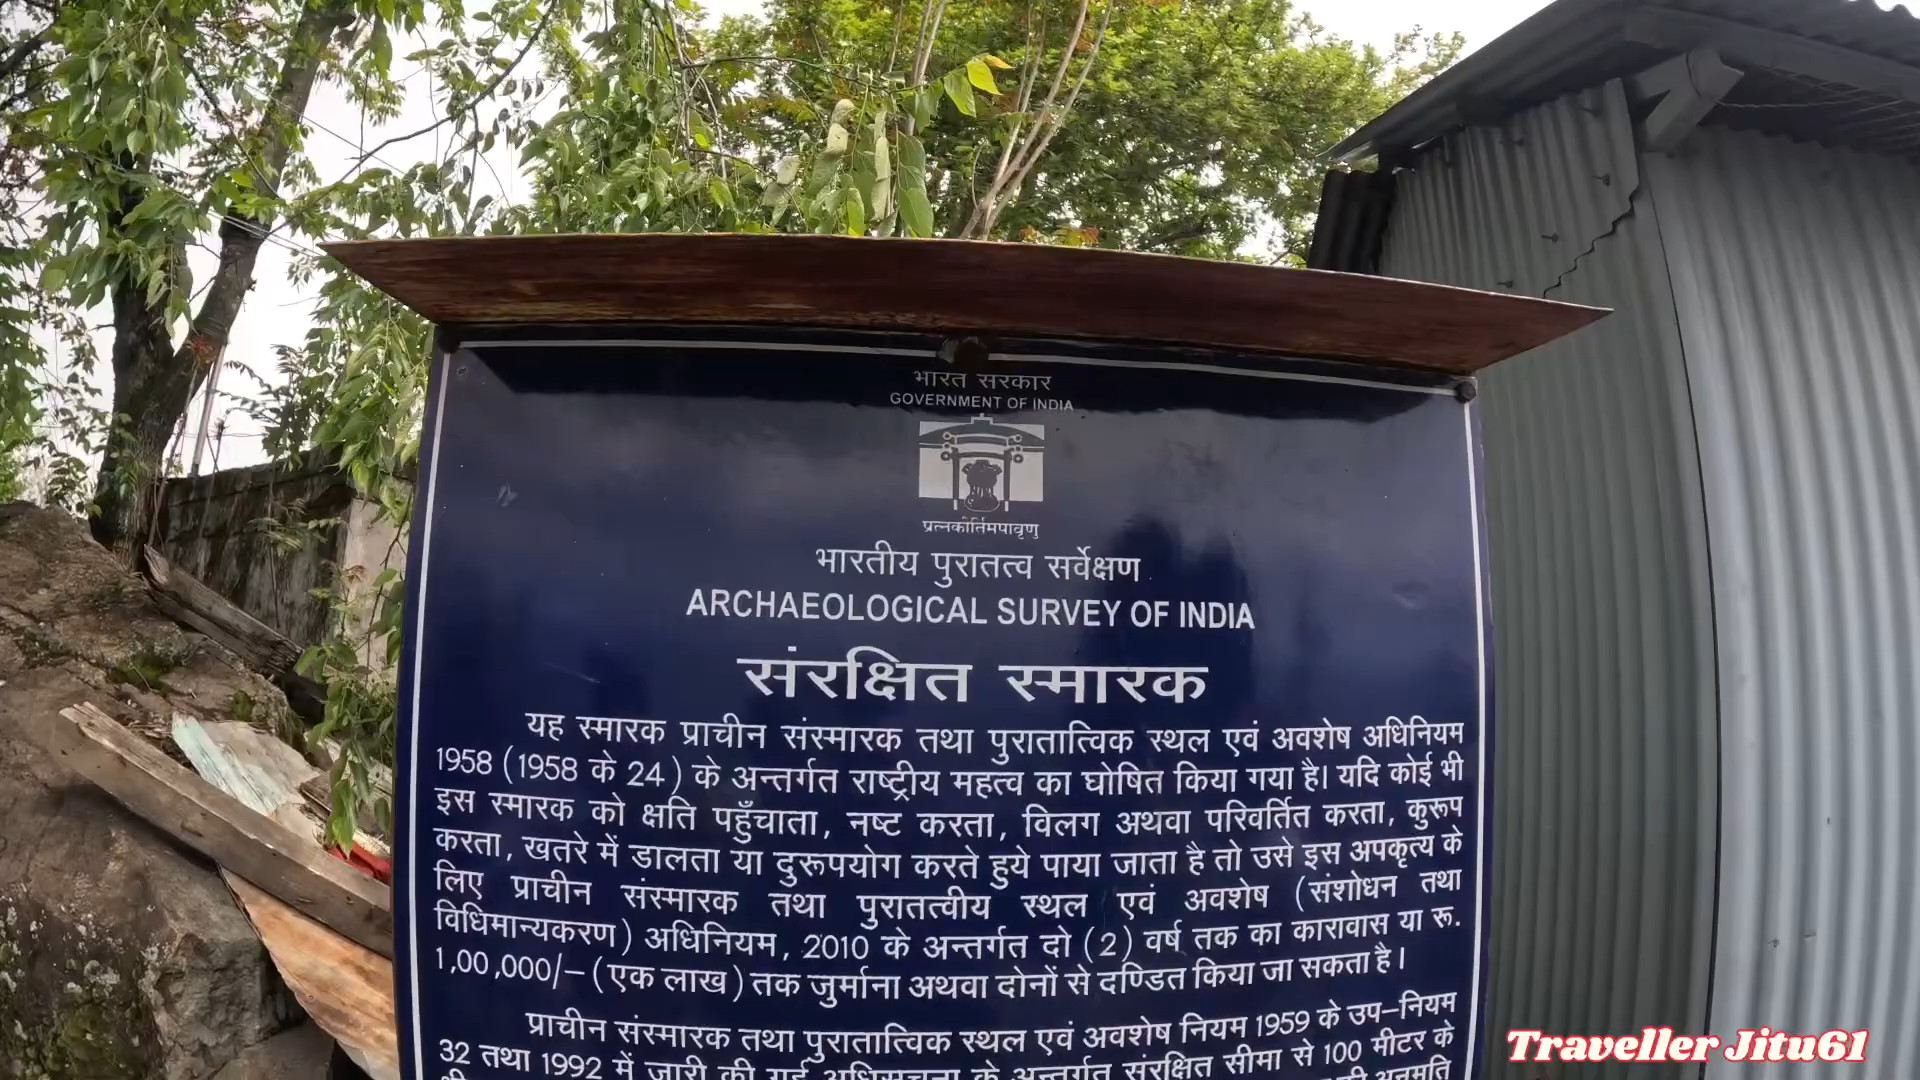 भारत सरकार
GOVERNMENT OF INDIA
प्रत्नकीर्तिमपावृणु
भारतीय पुरातत्व सर्वेक्षण
ARCHAEOLOGICAL SURVEY OF INDIA
संरक्षित स्मारक
यह स्मारक प्राचीन संस्मारक तथा पुरातात्विक स्थल एवं अवशेष अधिनियम
1958 (1958 के 24) के अन्तर्गत राष्ट्रीय महत्व का घोषित किया गया है। यदि कोई भी
इस स्मारक को क्षति पहुँचाता, नष्ट करता, विलग अथवा परिवर्तित करता, कुरूप
करता, खतरे में डालता या दुरूपयोग करते हुये पाया जाता है तो उसे इस अपकृत्य के
लिए प्राचीन संस्मारक तथा पुरातत्वीय स्थल एवं अवशेष (संशोधन तथा
विधिमान्यकरण) अधिनियम, 2010 के अन्तर्गत दो (2) वर्ष तक का कारावास या रू.
1,00,000/– (एक लाख) तक जुर्माना अथवा दोनों से दण्डित किया जा सकता है।
प्राचीन संस्मारक तथा पुरातात्विक स्थल एवं अवशेष नियम 1959 के उप–नियम
32 तथा 1992 में जारी की गई अधिसूचना के अन्तर्गत संरक्षित सीमा से 100 मीटर के
की अनुमति
Traveller Jitu61